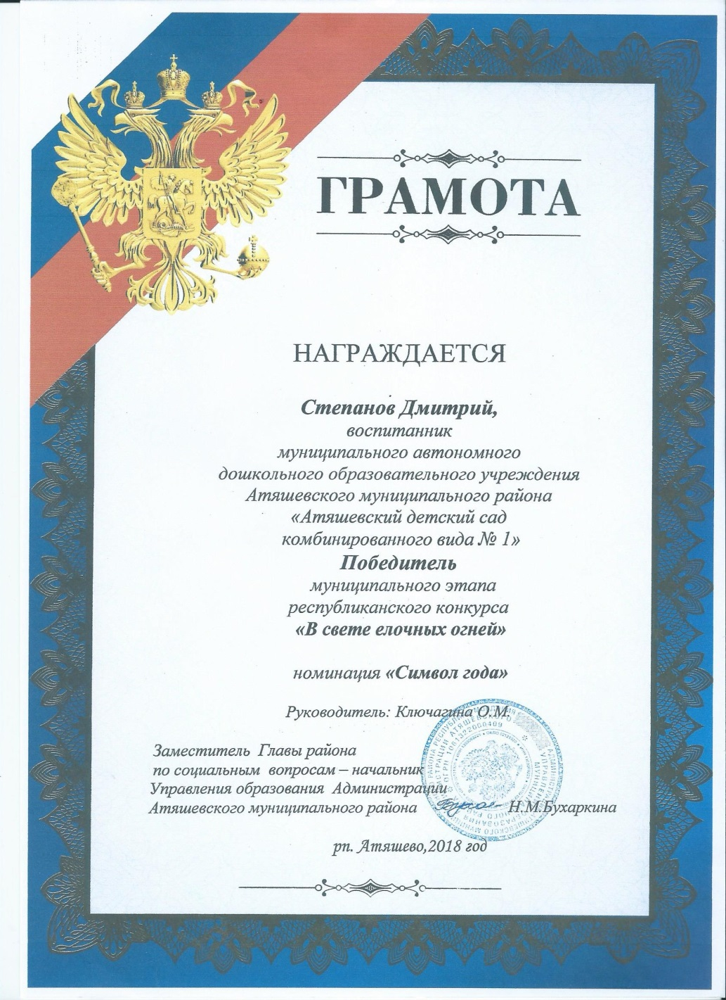 ГРАМОТА
НАГРАЖДАЕТСЯ
Степанов Дмитрий,
воспитанник
муниципального автономного
дошкольного образовательного учреждения
Атяшевского муниципального района
«Атяшевский детский сад
комбинированного вида № 1»
Победитель
муниципального этапа
республиканского конкурса
«В свете елочных огней»
номинация «Символ года»
Руководитель: Ключагина О.М.
Заместитель Главы района
по социальным вопросам – начальник
Управления образования Администрации
Атяшевского муниципального района Н.М.Бухаркина
рп. Атяшево,2018 год